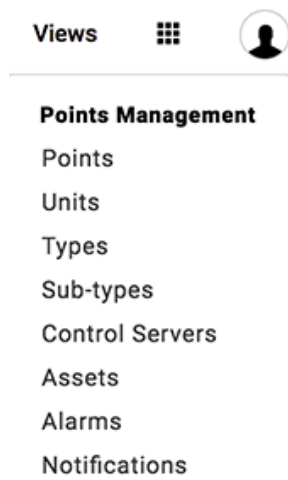 Views
Points Management
Points
Units
Types
Sub-types
Control Servers
Assets
Alarms
Notifications